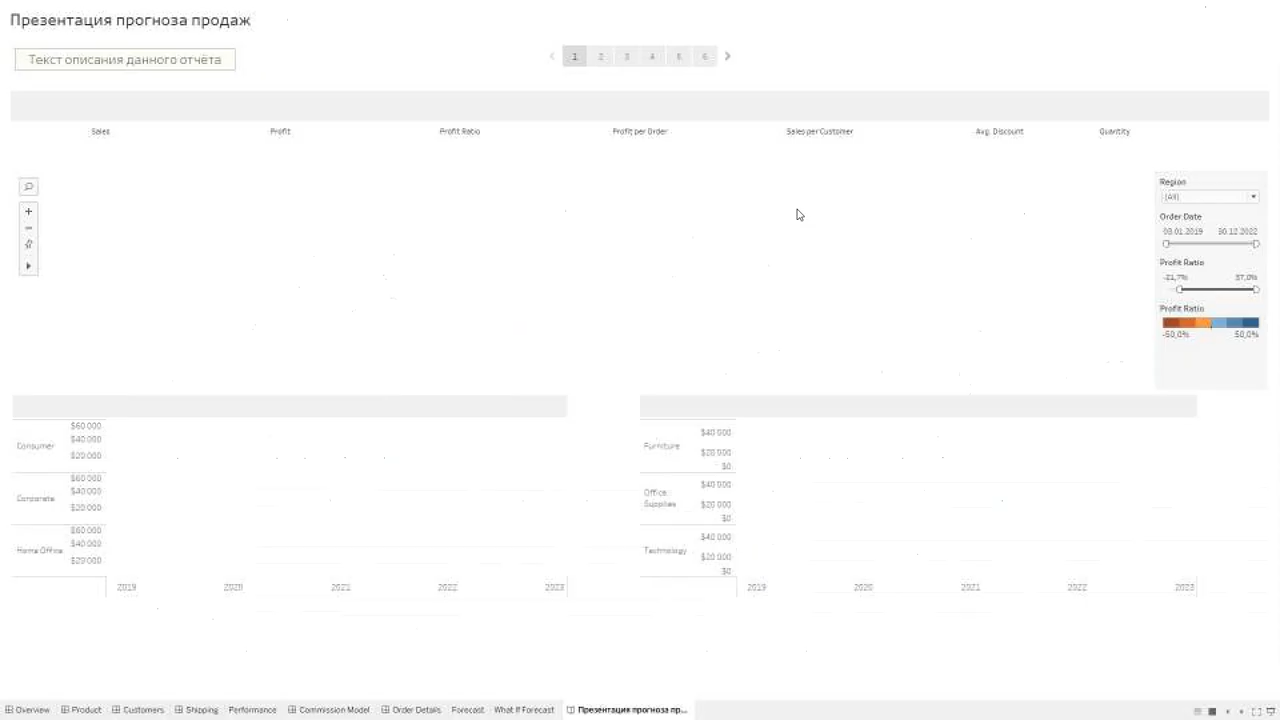 Презентация прогноза продаж
Текст описания данного отчёта
1 2 3 4 5 6
Sales Profit Profit Ratio Profit per Order Sales per Customer Avg. Discount Quantity
Region
(All)
Order Date
03.01.2019 30.12.2022
Profit Ratio
-21,7% 57,0%
Profit Ratio
-50,0% 50,0%
Consumer
$60 000
$40 000
$20 000
Corporate
$60 000
$40 000
$20 000
Home Office
$60 000
$40 000
$20 000
2019 2020 2021 2022 2023
Furniture
$40 000
$20 000
$0
Office
Supplies
$40 000
$20 000
$0
Technology
$40 000
$20 000
$0
2019 2020 2021 2022 2023
Overview Product Customers Shipping Performance Commission Model Order Details Forecast What If Forecast Презентация прогноза пр...